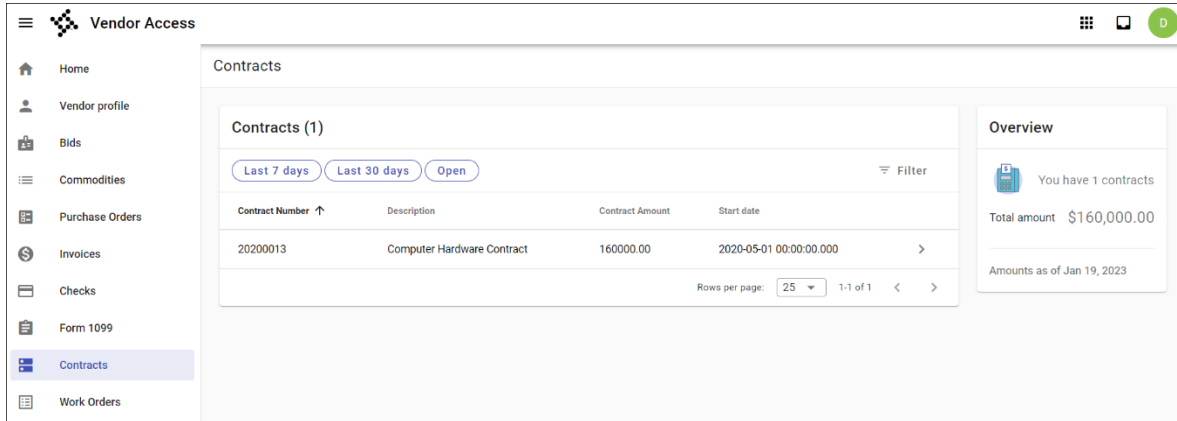 Vendor Access
D
Home
Vendor profile
Bids
Commodities
Purchase Orders
Invoices
Checks
Form 1099
Contracts
Work Orders
Contracts
Contracts (1)
Last 7 days Last 30 days Open Filter
Contract Number Description Contract Amount Start date
20200013 Computer Hardware Contract 160000.00 2020-05-01 00:00:00.000
Rows per page: 25 1-1 of 1
Overview
You have 1 contracts
Total amount $160,000.00
Amounts as of Jan 19, 2023